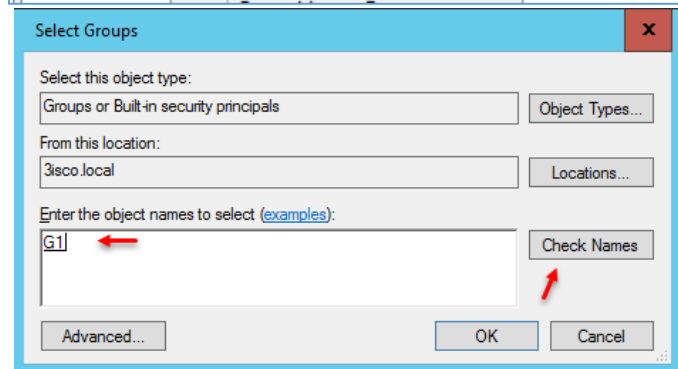 Select Groups
x
Select this object type:
Groups or Built-in security principals
Object Types...
From this location:
3isco.local
Locations...
Enter the object names to select (examples):
G1
Check Names
Advanced...
OK
Cancel